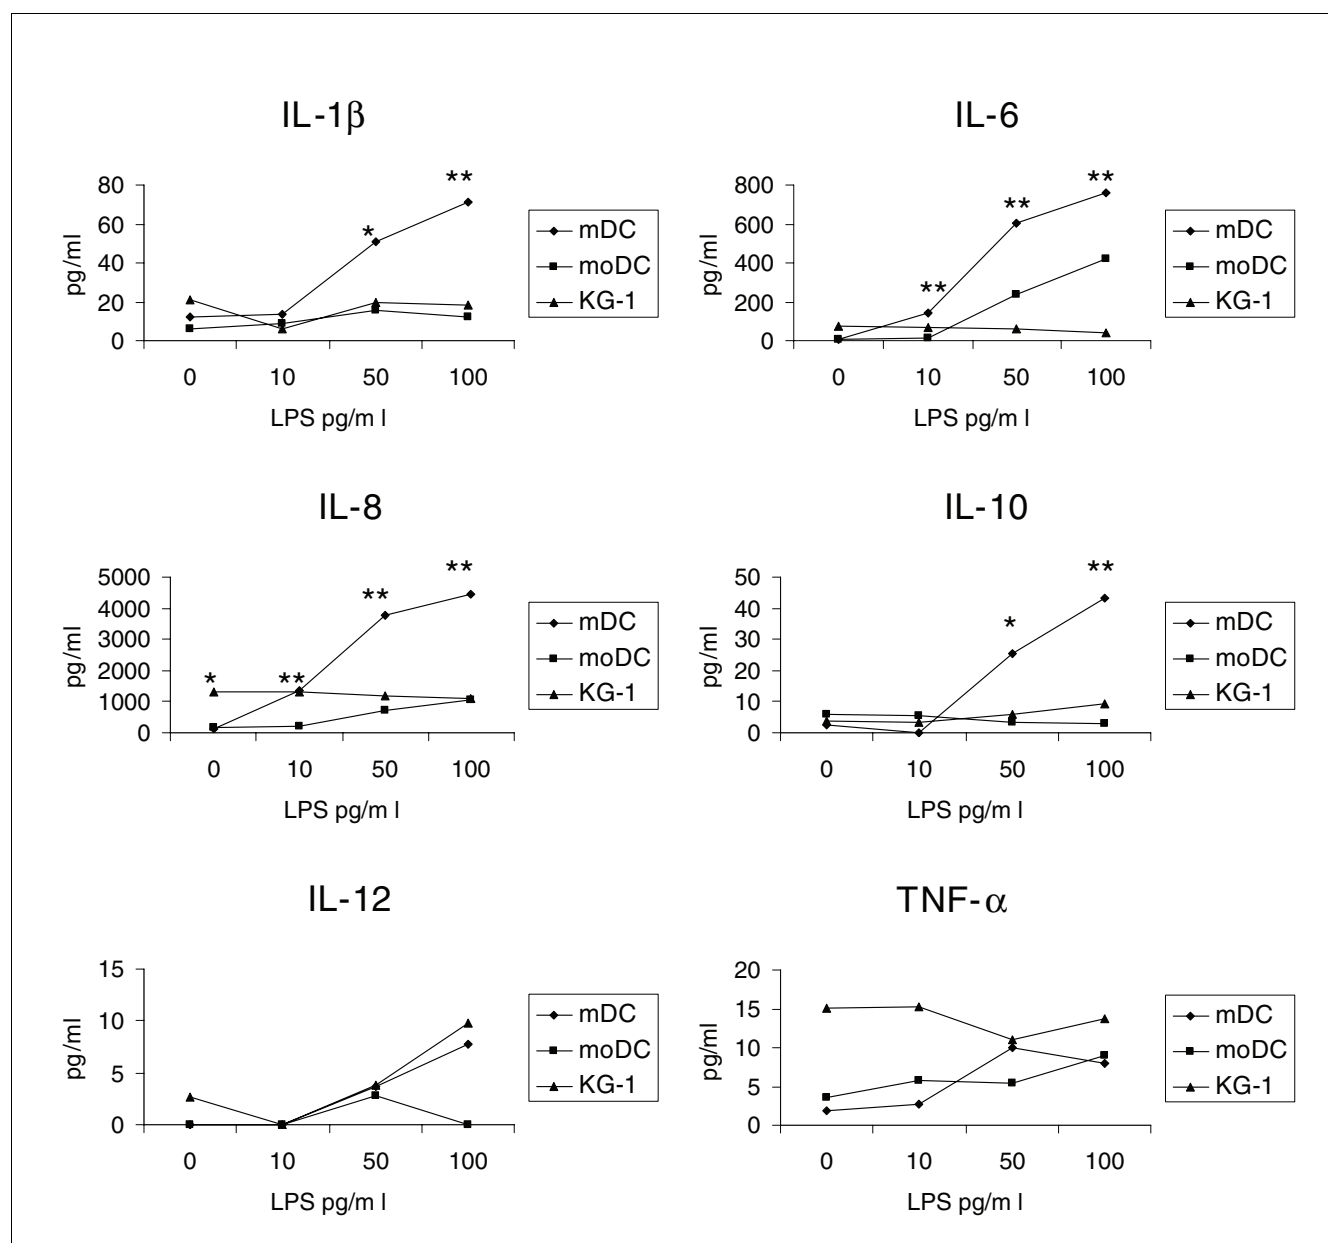 IL-1β
**
*
80
60
40
20
0
pg/ml
0 10 50 100
LPS pg/m l
mDC
moDC
KG-1
IL-6
**
**
**
800
600
400
200
0
pg/ml
0 10 50 100
LPS pg/m l
mDC
moDC
KG-1
IL-8
**
**
*
**
5000
4000
3000
2000
1000
0
pg/ml
0 10 50 100
LPS pg/m l
mDC
moDC
KG-1
IL-10
**
*
50
40
30
20
10
0
pg/ml
0 10 50 100
LPS pg/m l
mDC
moDC
KG-1
IL-12
15
10
5
0
pg/ml
0 10 50 100
LPS pg/m l
mDC
moDC
KG-1
TNF-α
20
15
10
5
0
pg/ml
0 10 50 100
LPS pg/m l
mDC
moDC
KG-1